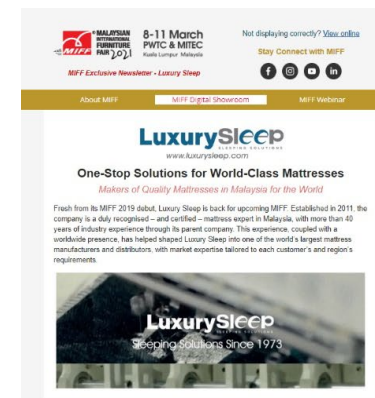 MALAYSIAN
INTERNATIONAL
FURNITURE
FAIR 2021
MIFF
8-11 March
PWTC & MITEC
Kuala Lumpur Malaysia
MIFF Exclusive Newsletter - Luxury Sleep
Not displaying correctly? View online
Stay Connect with MIFF
About MIFF
MIFF Digital Showroom
MIFF Webinar
LuxurySleep
SLEEPING SOLUTIONS
www.luxurysleep.com
One-Stop Solutions for World-Class Mattresses
Makers of Quality Mattresses in Malaysia for the World
Fresh from its MIFF 2019 debut, Luxury Sleep is back for upcoming MIFF. Established in 2011, the
company is a duly recognised – and certified – mattress expert in Malaysia, with more than 40
years of industry experience through its parent company. This experience, coupled with a
worldwide presence, has helped shaped Luxury Sleep into one of the world's largest mattress
manufacturers and distributors, with market expertise tailored to each customer's and region's
requirements.
LuxurySleep
Sleeping Solutions Since 1973